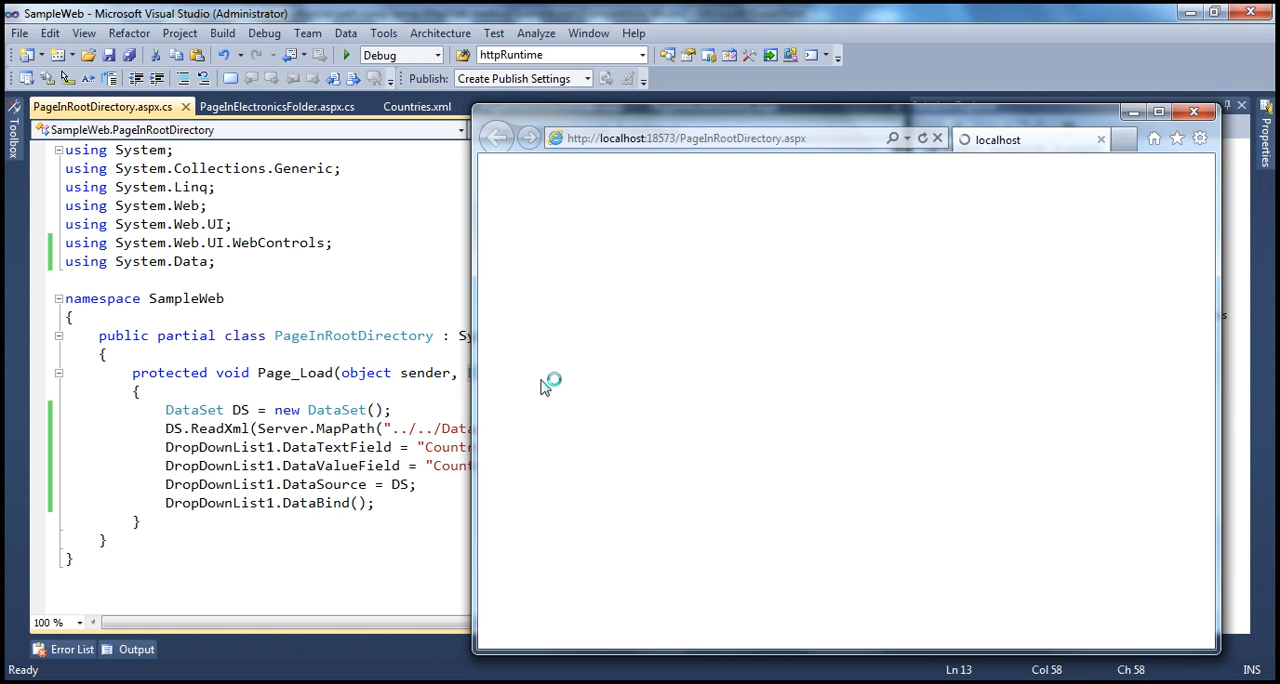 SampleWeb - Microsoft Visual Studio (Administrator)
File Edit View Refactor Project Build Debug Team Data Tools Architecture Test Analyze Window Help
Debug httpRuntime
Publish: Create Publish Settings
PageInRootDirectory.aspx.cs PageInElectronicsFolder.aspx.cs Countries.xml
Toolbox
Properties
SampleWeb.PageInRootDirectory
http://localhost:18573/PageInRootDirectory.aspx localhost
using System;
using System.Collections.Generic;
using System.Linq;
using System.Web;
using System.Web.UI;
using System.Web.UI.WebControls;
using System.Data;
namespace SampleWeb
{
public partial class PageInRootDirectory : Sy
{
protected void Page_Load(object sender,
{
DataSet DS = new DataSet();
DS.ReadXml(Server.MapPath("../../Data
DropDownList1.DataTextField = "Countr
DropDownList1.DataValueField = "Count
DropDownList1.DataSource = DS;
DropDownList1.DataBind();
}
}
}
100 %
Error List Output
Ready Ln 13 Col 58 Ch 58 INS